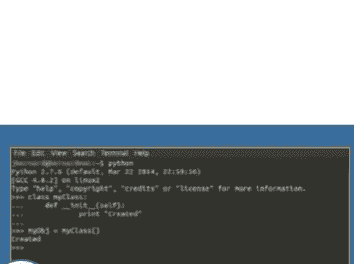 File Edit View Search Terminal Help
:~$ python
Python 2.7.6 (default, Mar 22 2014, 22:59:56)
[GCC 4.8.2] on linux2
Type "help", "copyright", "credits" or "license" for more information.
>>> class myClass:
... def __init__(self):
... print "Created"
...
>>> myObj = myClass()
Created
>>>